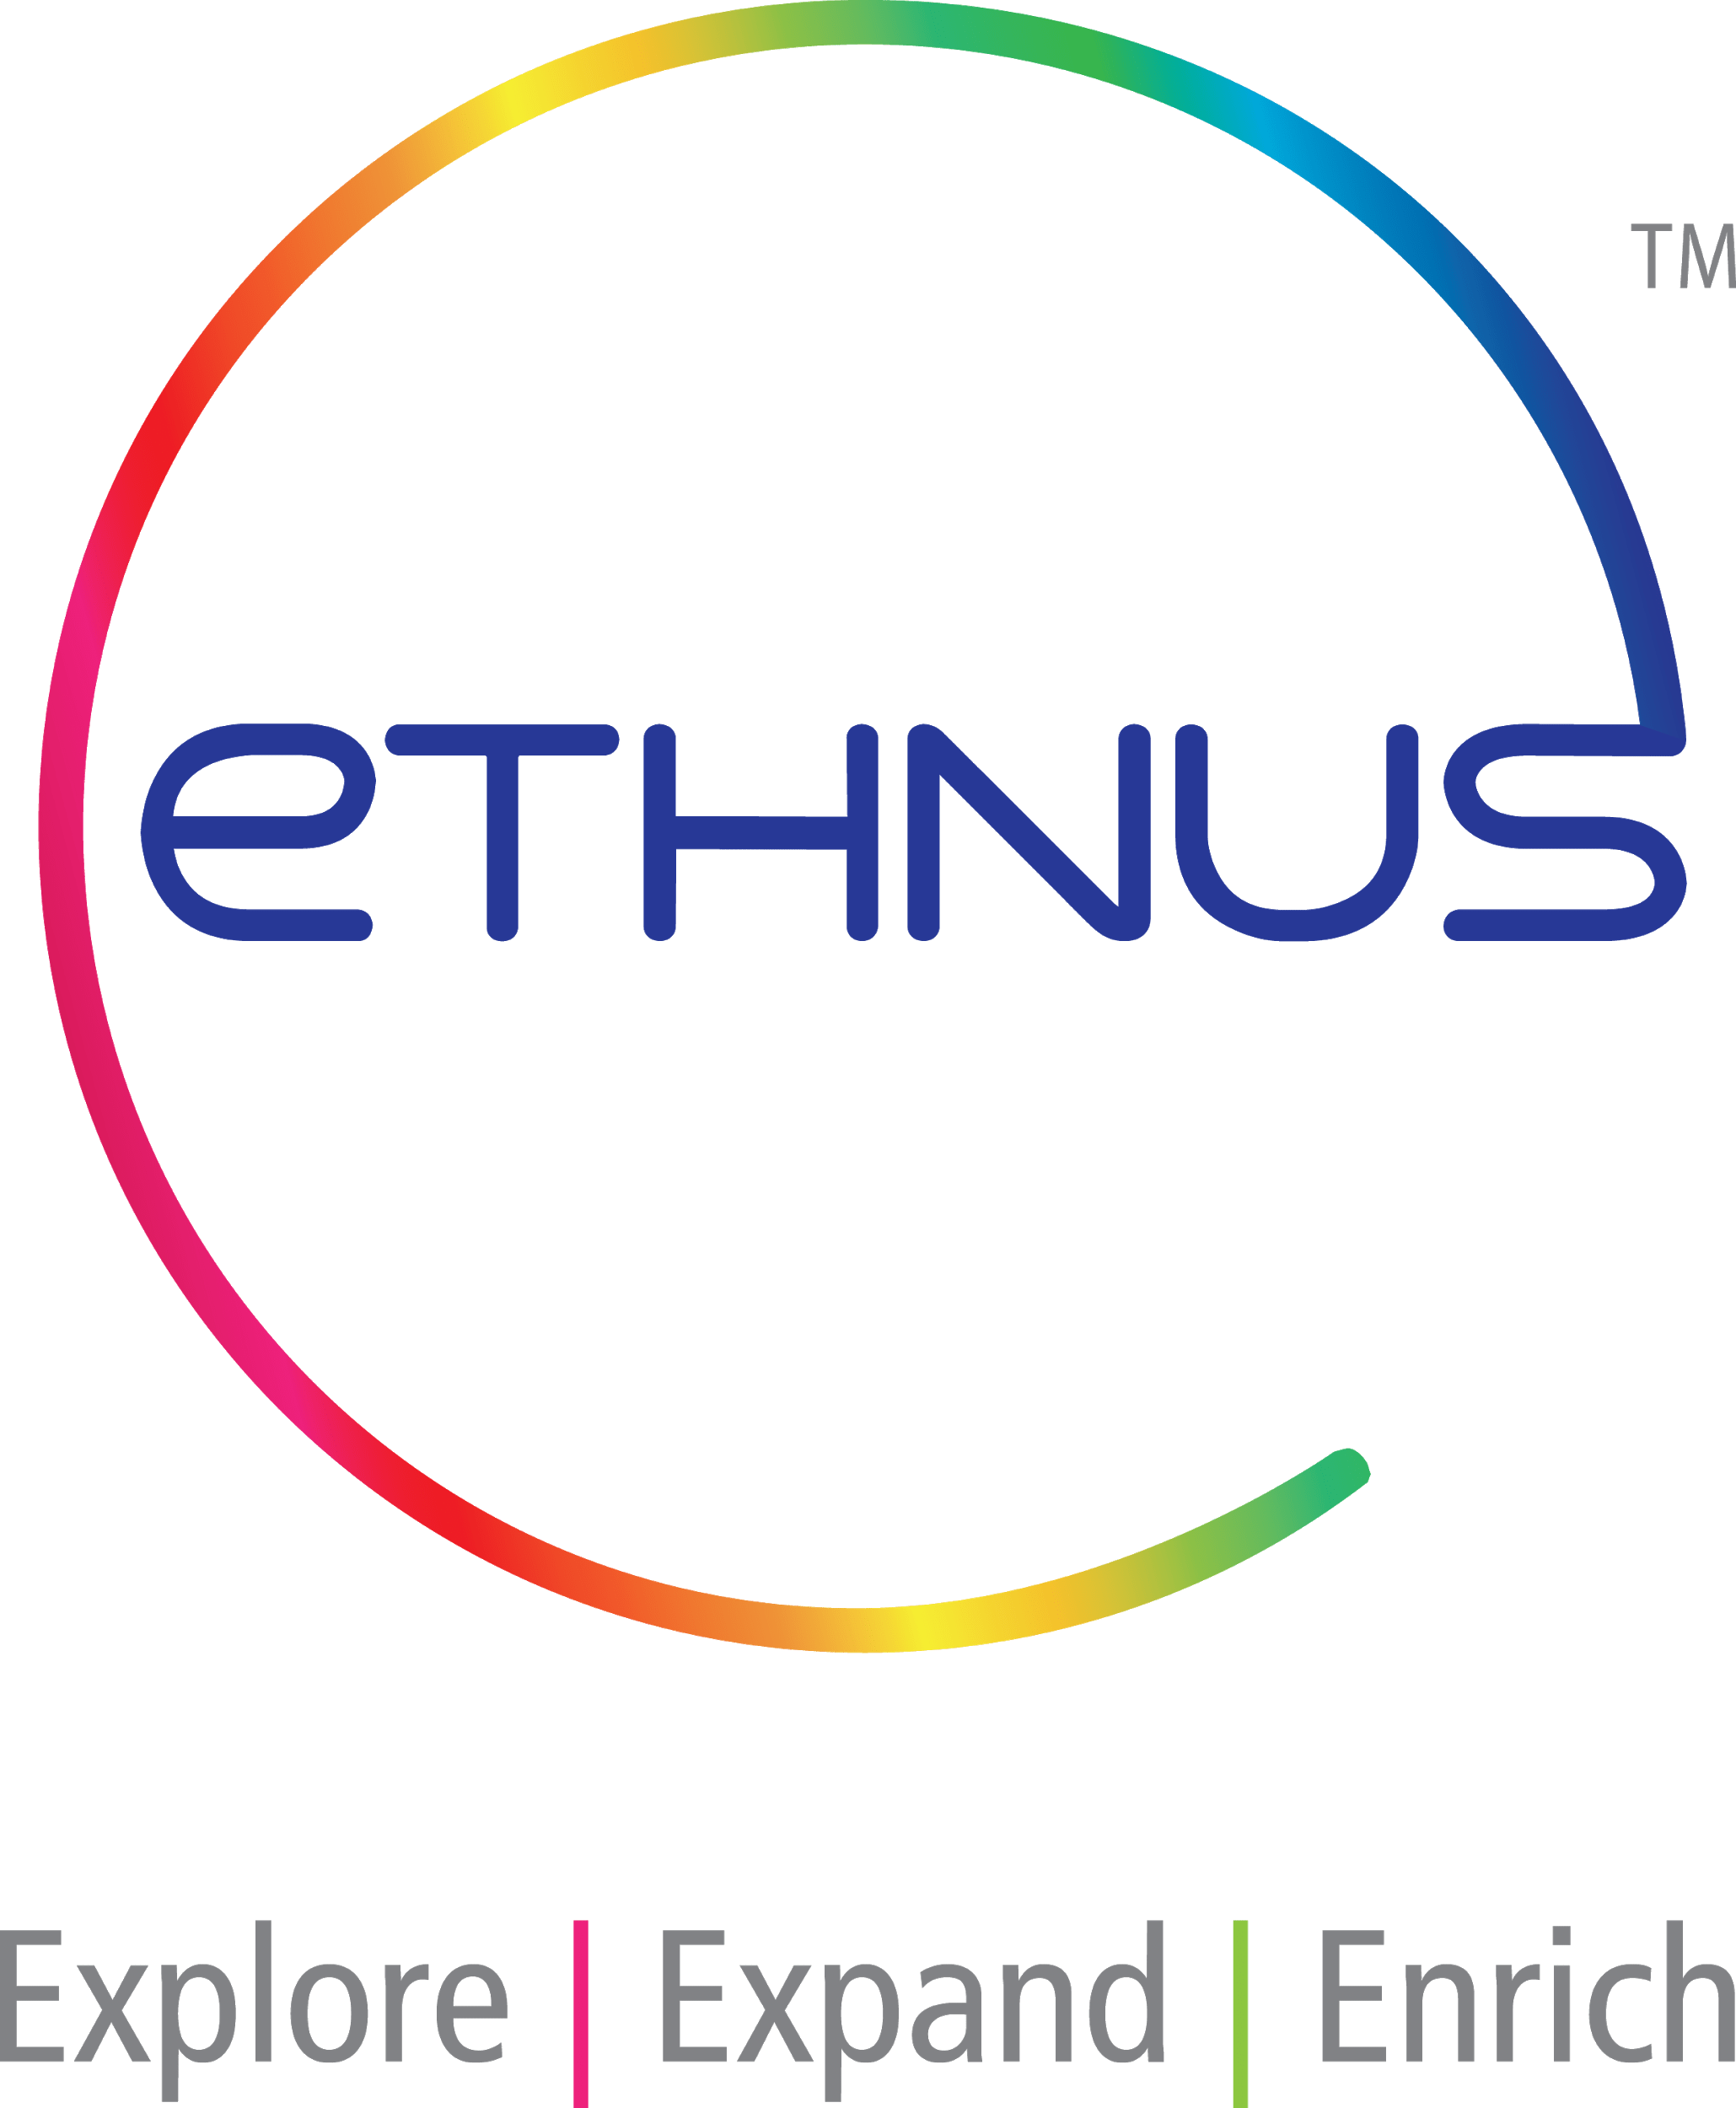 TM
eTHNUS
Explore | Expand | Enrich